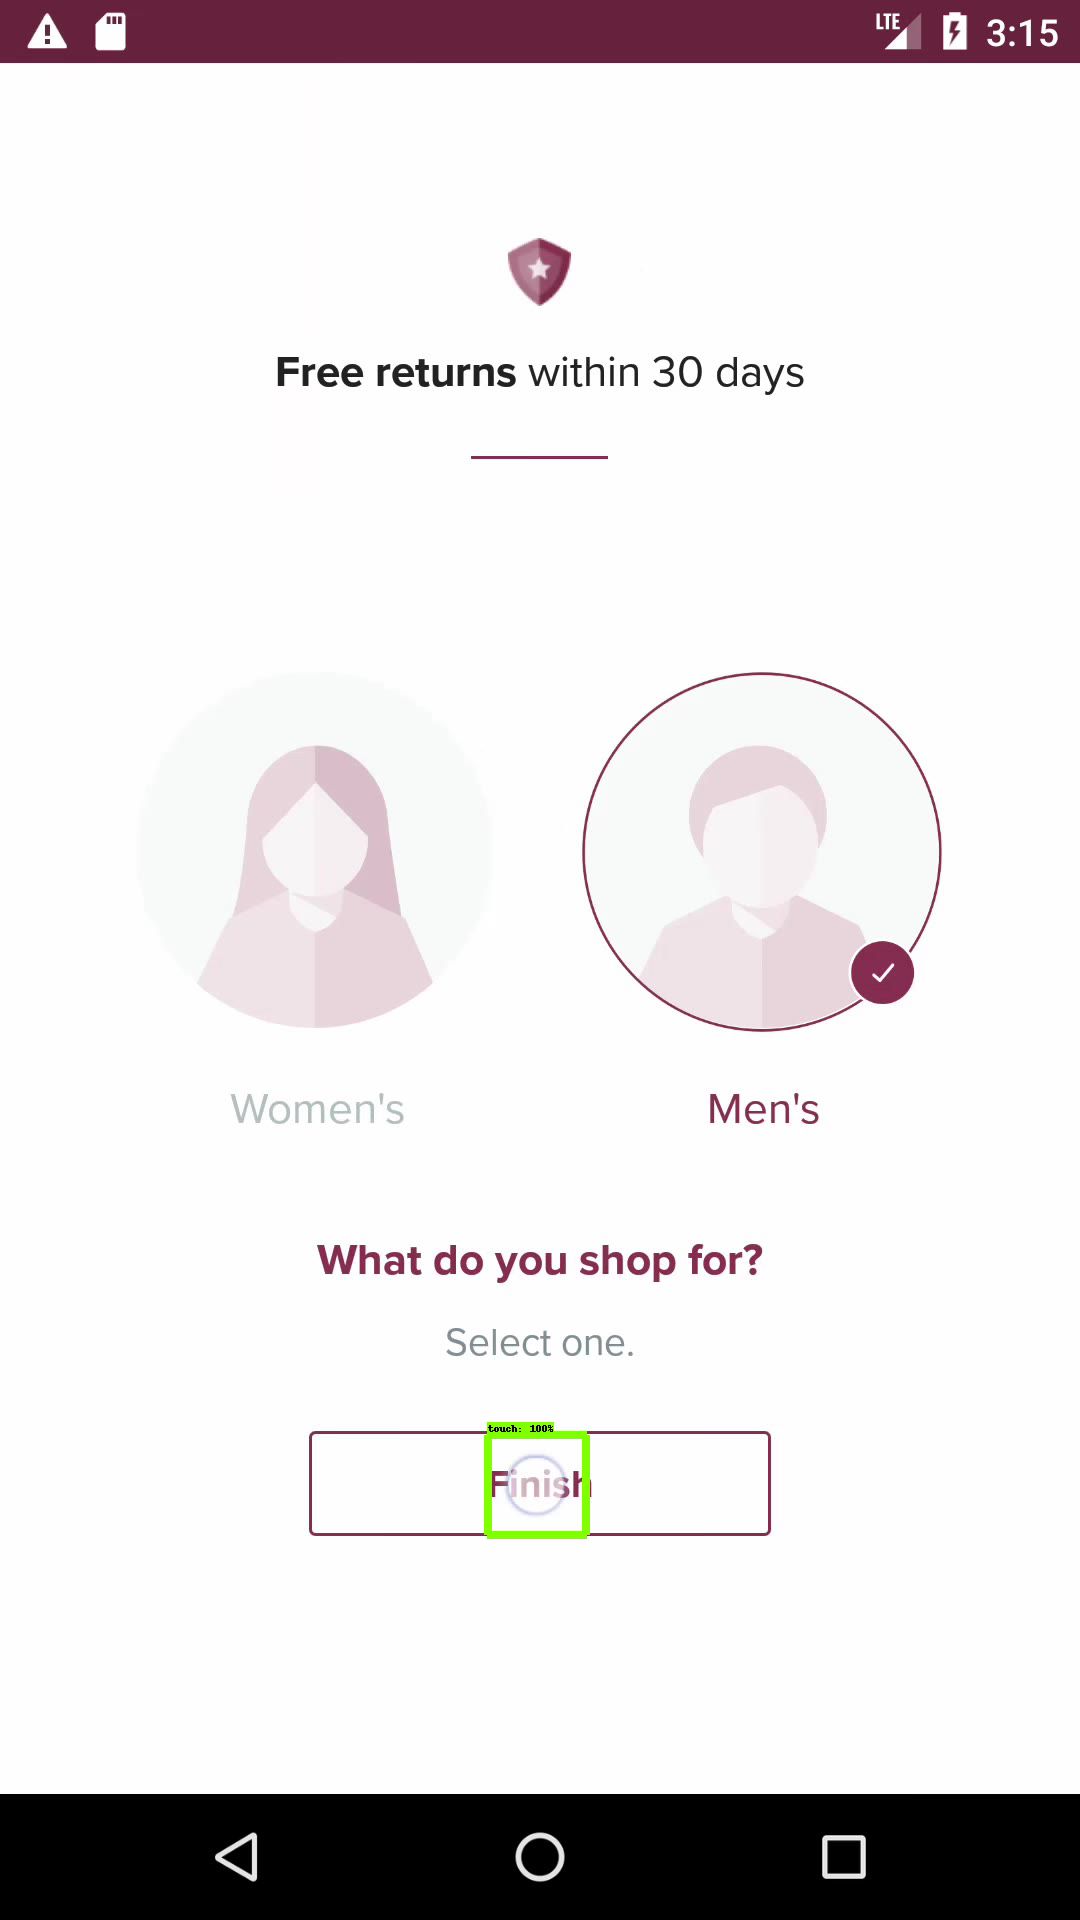 LTE 3:15
Free returns within 30 days
Women's Men's
What do you shop for?
Select one.
touch: 100%
Finish